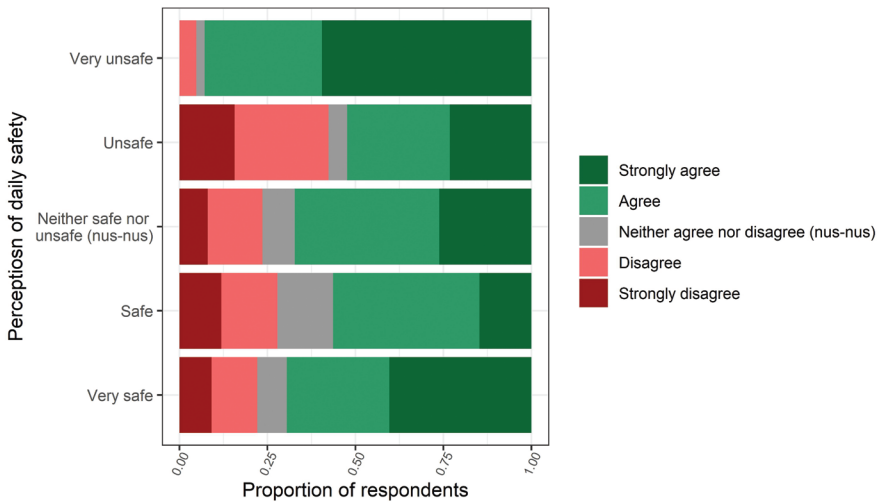 Perceptiosn of daily safety
Very unsafe
Unsafe
Neither safe nor
unsafe (nus-nus)
Safe
Very safe
0.00
0.25
0.50
0.75
1.00
Proportion of respondents
Strongly agree
Agree
Neither agree nor disagree (nus-nus)
Disagree
Strongly disagree